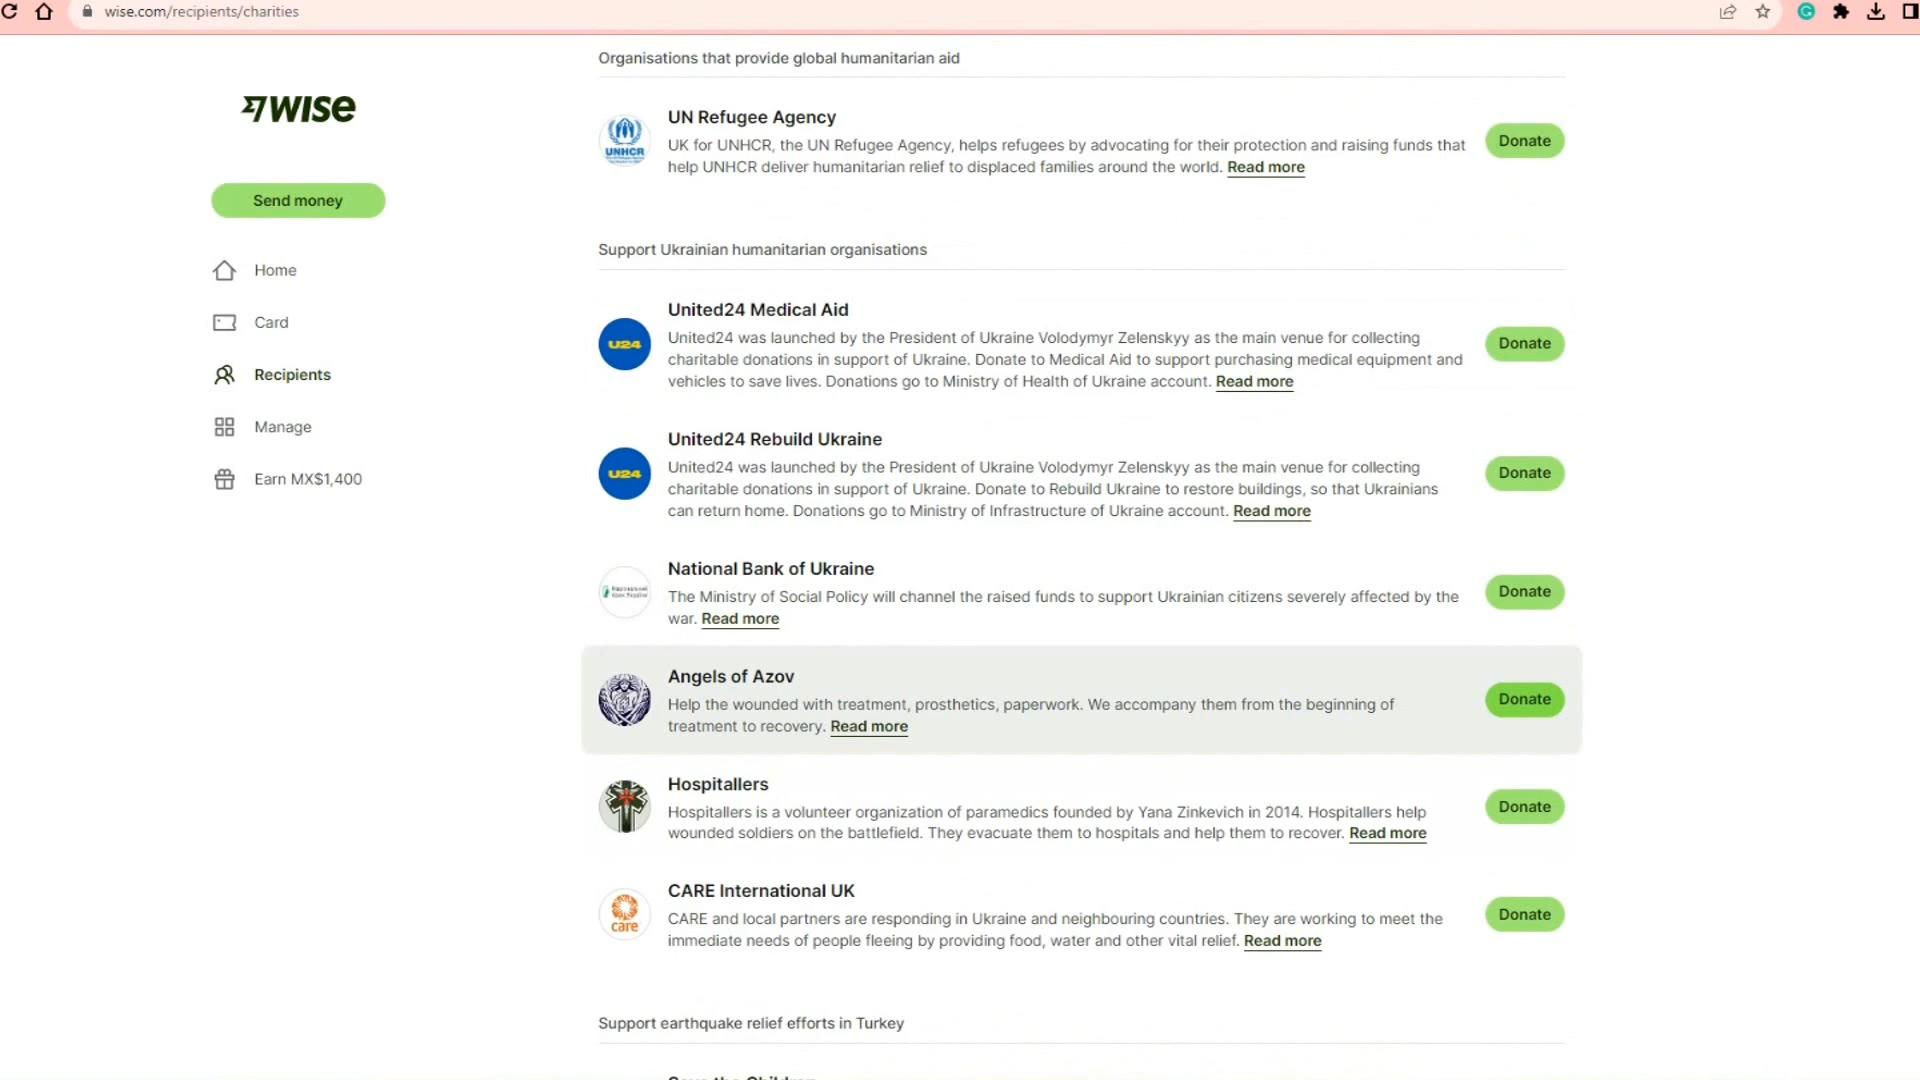 wise.com/recipients/charities
Organisations that provide global humanitarian aid
WISE
UN Refugee Agency
UK for UNHCR, the UN Refugee Agency, helps refugees by advocating for their protection and raising funds that
help UNHCR deliver humanitarian relief to displaced families around the world. Read more
UNHCR
Donate
Send money
Home
Card
Recipients
Manage
Earn MX$1,400
Support Ukrainian humanitarian organisations
United24 Medical Aid
United24 was launched by the President of Ukraine Volodymyr Zelenskyy as the main venue for collecting
charitable donations in support of Ukraine. Donate to Medical Aid to support purchasing medical equipment and
vehicles to save lives. Donations go to Ministry of Health of Ukraine account. Read more
U24
Donate
United24 Rebuild Ukraine
United24 was launched by the President of Ukraine Volodymyr Zelenskyy as the main venue for collecting
charitable donations in support of Ukraine. Donate to Rebuild Ukraine to restore buildings, so that Ukrainians
can return home. Donations go to Ministry of Infrastructure of Ukraine account. Read more
U24
Donate
National Bank of Ukraine
The Ministry of Social Policy will channel the raised funds to support Ukrainian citizens severely affected by the
war. Read more
Donate
Angels of Azov
Help the wounded with treatment, prosthetics, paperwork. We accompany them from the beginning of
treatment to recovery. Read more
Donate
Hospitallers
Hospitallers is a volunteer organization of paramedics founded by Yana Zinkevich in 2014. Hospitallers help
wounded soldiers on the battlefield. They evacuate them to hospitals and help them to recover. Read more
Donate
CARE International UK
CARE and local partners are responding in Ukraine and neighbouring countries. They are working to meet the
immediate needs of people fleeing by providing food, water and other vital relief. Read more
care
Donate
Support earthquake relief efforts in Turkey
Save the Children